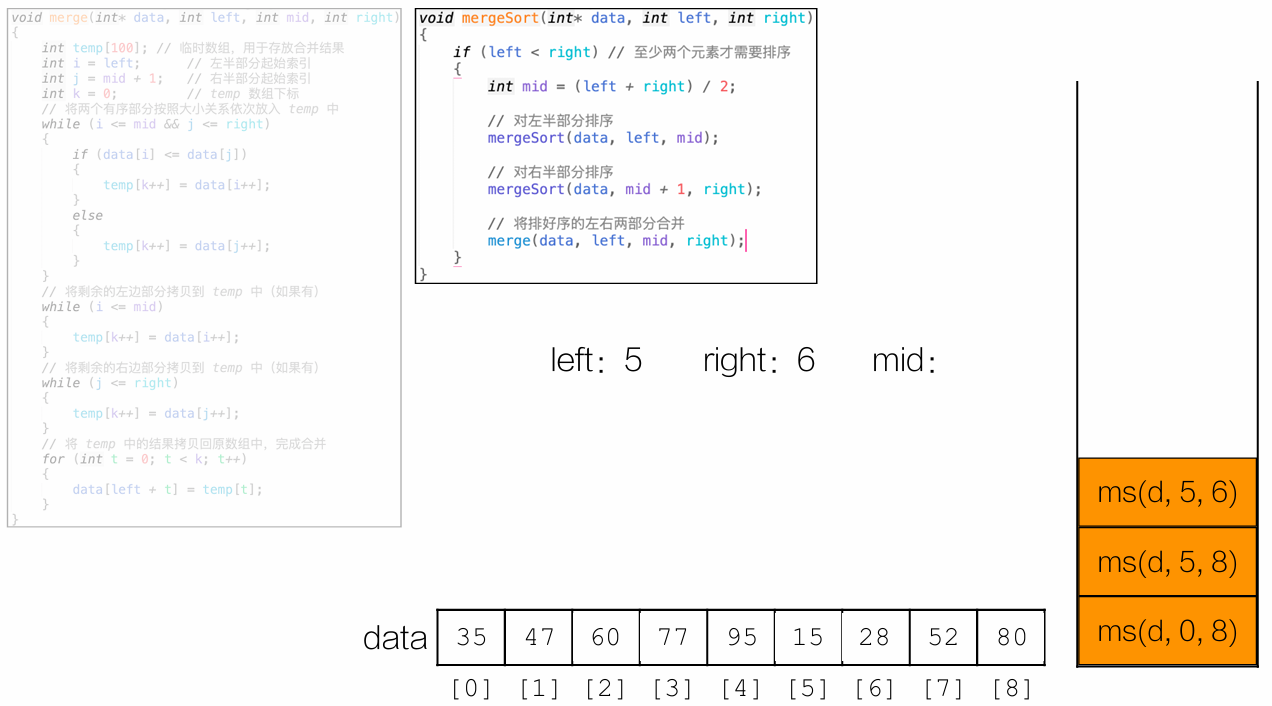 void merge(int* data, int left, int mid, int right)
{
    int temp[100]; // 临时数组，用于存放合并结果
    int i = left;      // 左半部分起始索引
    int j = mid + 1;   // 右半部分起始索引
    int k = 0;         // temp 数组下标
    // 将两个有序部分按照大小关系依次放入 temp 中
    while (i <= mid && j <= right)
    {
        if (data[i] <= data[j])
        {
            temp[k++] = data[i++];
        }
        else
        {
            temp[k++] = data[j++];
        }
    }
    // 将剩余的左边部分拷贝到 temp 中（如果有）
    while (i <= mid)
    {
        temp[k++] = data[i++];
    }
    // 将剩余的右边部分拷贝到 temp 中（如果有）
    while (j <= right)
    {
        temp[k++] = data[j++];
    }
    // 将 temp 中的结果拷贝回原数组中，完成合并
    for (int t = 0; t < k; t++)
    {
        data[left + t] = temp[t];
    }
}
void mergeSort(int* data, int left, int right)
{
    if (left < right) // 至少两个元素才需要排序
    {
        int mid = (left + right) / 2;
        // 对左半部分排序
        mergeSort(data, left, mid);
        // 对右半部分排序
        mergeSort(data, mid + 1, right);
        // 将排好序的左右两部分合并
        merge(data, left, mid, right);
    }
}
left: 5 right: 6 mid:
ms(d, 5, 6)
ms(d, 5, 8)
ms(d, 0, 8)
data 35 47 60 77 95 15 28 52 80
[0] [1] [2] [3] [4] [5] [6] [7] [8]